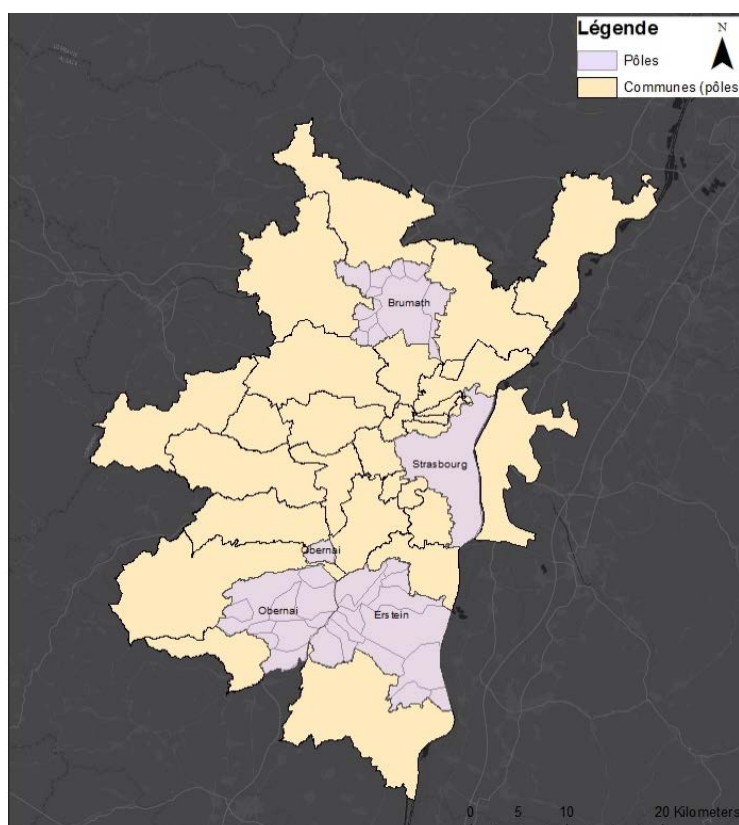 Légende
N
Pôles
Communes (pôles
Brumath
Strasbourg
Obernai
Obernai
Erstein
0 5 10 20 Kilometers